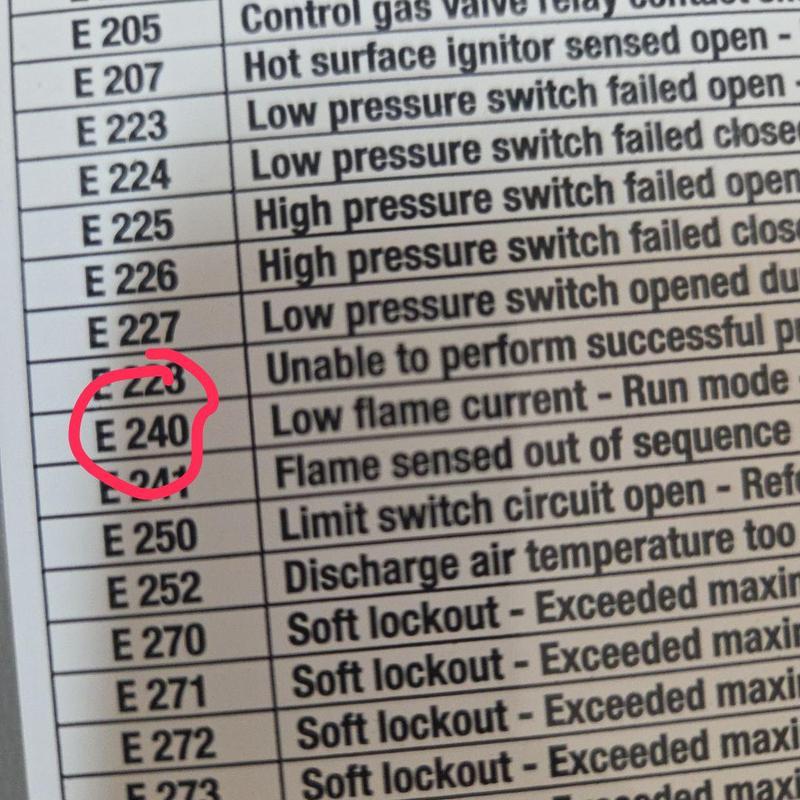 E 205 Control gas valve relay contact
E 207 Hot surface ignitor sensed open -
E 223 Low pressure switch failed open -
E 224 Low pressure switch failed close
E 225 High pressure switch failed open
E 226 High pressure switch failed clos
E 227 Low pressure switch opened du
Unable to perform successful p
E 240 Low flame current - Run mode
E 241 Flame sensed out of sequence
E 250 Limit switch circuit open - Ref
E 252 Discharge air temperature too
E 270 Soft lockout - Exceeded maxi
E 271 Soft lockout - Exceeded maxi
E 272 Soft lockout - Exceeded maxi
E 273 Soft lockout - Exceeded maxi